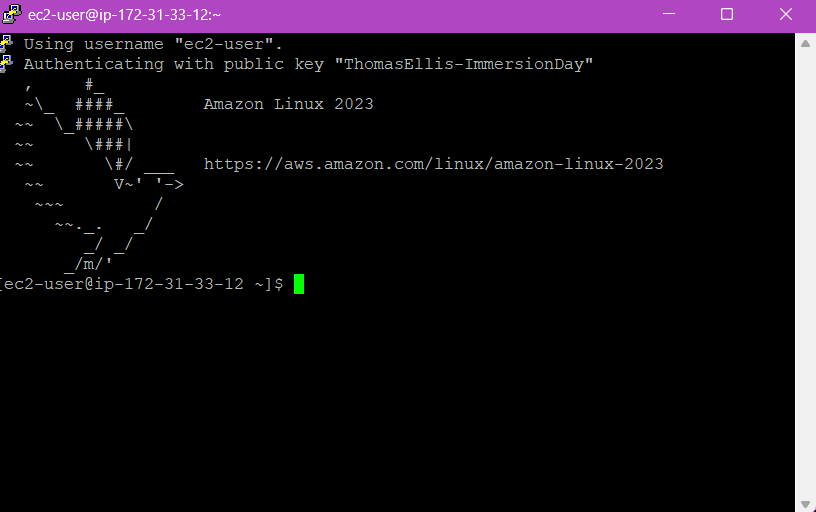 ec2-user@ip-172-31-33-12:~
Using username "ec2-user".
Authenticating with public key "ThomasEllis-ImmersionDay"
   ,     #_
   ~\_  ####_        Amazon Linux 2023
  ~~  \_#####\
  ~~     \###|
  ~~       \#/ ___   https://aws.amazon.com/linux/amazon-linux-2023
   ~~       V~' '->
    ~~~         /
      ~~._.   _/
         _/ _/
       _/m/'
[ec2-user@ip-172-31-33-12 ~]$